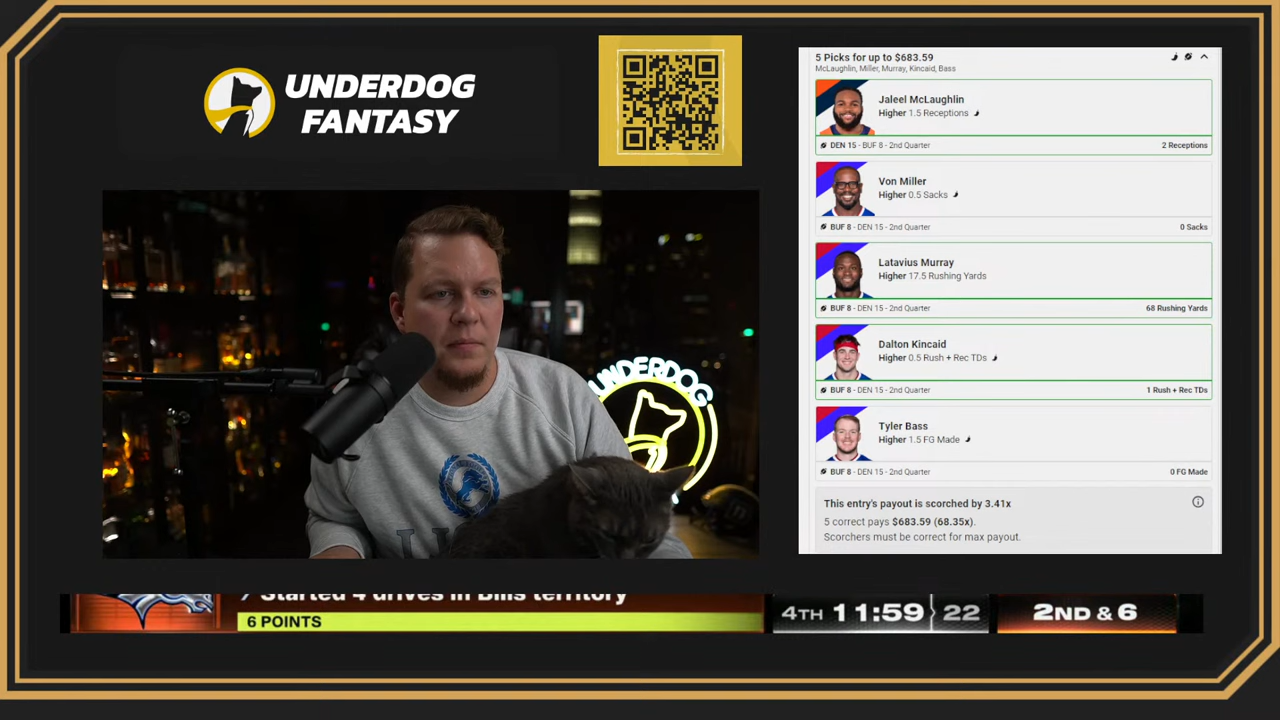 UNDERDOG
FANTASY
5 Picks for up to $683.59
McLaughlin, Miller, Murray, Kincaid, Bass
Jaleel McLaughlin
Higher 1.5 Receptions
DEN 15 - BUF 8 - 2nd Quarter
2 Receptions
Von Miller
Higher 0.5 Sacks
BUF 8 - DEN 15 - 2nd Quarter
0 Sacks
Latavius Murray
Higher 17.5 Rushing Yards
BUF 8 - DEN 15 - 2nd Quarter
68 Rushing Yards
Dalton Kincaid
Higher 0.5 Rush + Rec TDs
BUF 8 - DEN 15 - 2nd Quarter
1 Rush + Rec TDs
Tyler Bass
Higher 1.5 FG Made
BUF 8 - DEN 15 - 2nd Quarter
0 FG Made
This entry's payout is scorched by 3.41x
5 correct pays $683.59 (68.35x).
Scorchers must be correct for max payout.
UNDERDOG
Started 4 drives in Bills territory
6 POINTS
4TH 11:59 22
2ND & 6